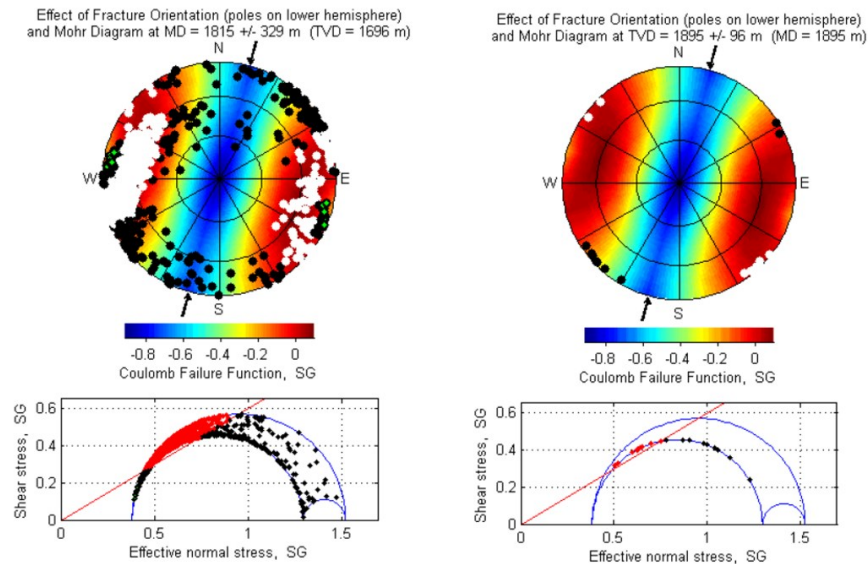 Effect of Fracture Orientation (poles on lower hemisphere)
and Mohr Diagram at MD = 1815 +/- 329 m (TVD = 1696 m)
N
W
E
S
-0.8 -0.6 -0.4 -0.2 0
Coulomb Failure Function, SG
Shear stress, SG
0.6
0.4
0.2
0
0 0.5 1 1.5
Effective normal stress, SG
Effect of Fracture Orientation (poles on lower hemisphere)
and Mohr Diagram at TVD = 1895 +/- 96 m (MD = 1895 m)
N
W
E
S
-0.8 -0.6 -0.4 -0.2 0
Coulomb Failure Function, SG
Shear stress, SG
0.6
0.4
0.2
0
0 0.5 1 1.5
Effective normal stress, SG